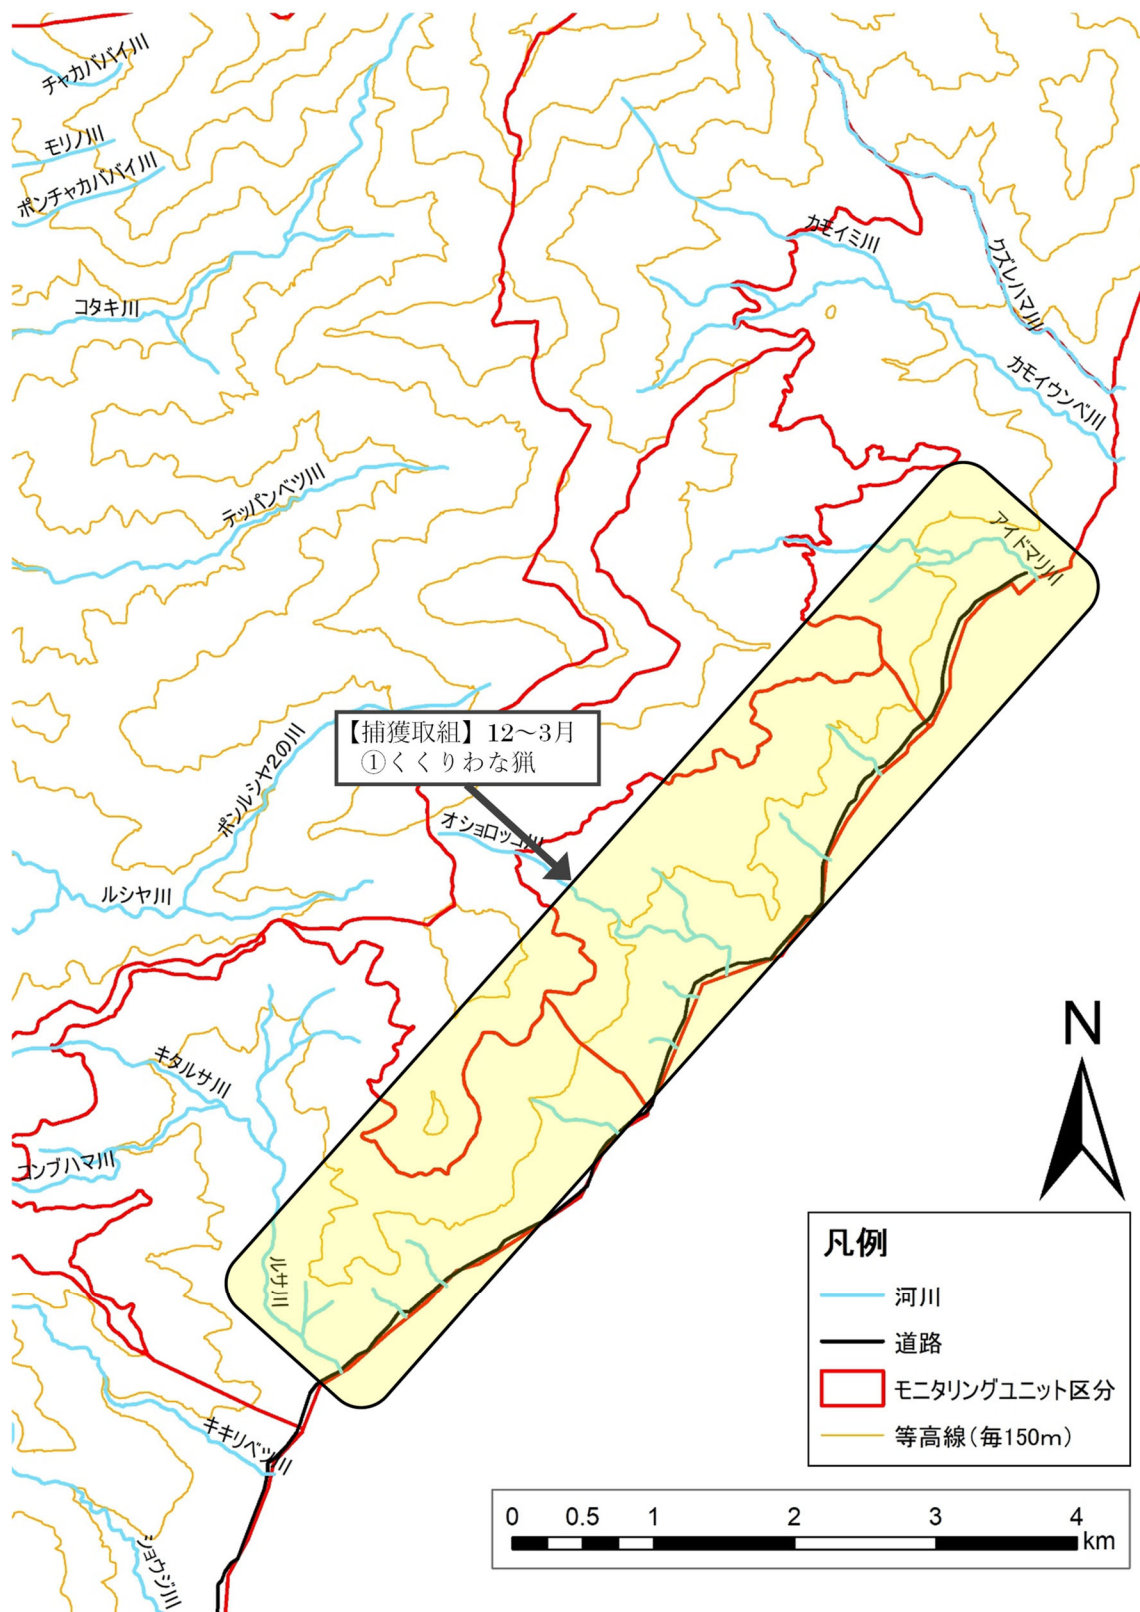 チャカババイ川
モリノ川
ポンチャカババイ川
カモイミ川
クズレハマ川
コタキ川
カモイウンベ川
テッパンベツ川
アイドマリ川
【捕獲取組】12～3月
①くくりわな猟
ポンルシャ2の川
オショロッコ川
ルシャ川
キタルサ川
コンブハマ川
ルサ川
キキリベツ川
ショウジ川
N
凡例
河川
道路
モニタリングユニット区分
等高線(毎150m)
0 0.5 1 2 3 4
km